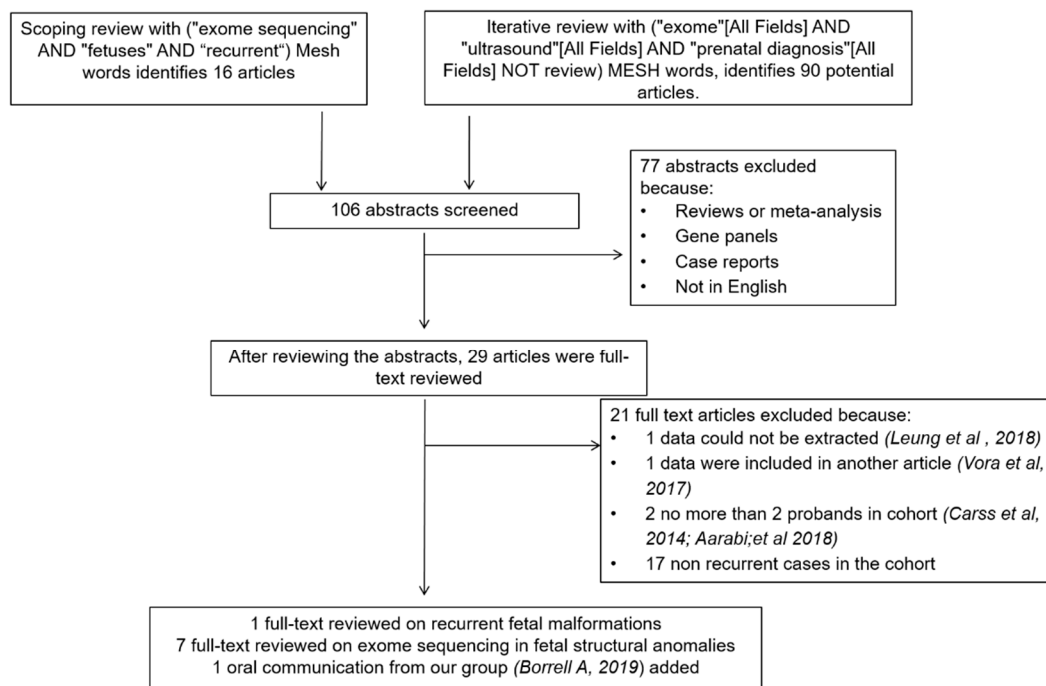 Scoping review with ("exome sequencing"
AND "fetuses" AND “recurrent“) Mesh
words identifies 16 articles
Iterative review with ("exome"[All Fields] AND
"ultrasound"[All Fields] AND "prenatal diagnosis"[All
Fields] NOT review) MESH words, identifies 90 potential
articles.
106 abstracts screened
77 abstracts excluded
because:
• Reviews or meta-analysis
• Gene panels
• Case reports
• Not in English
After reviewing the abstracts, 29 articles were full-
text reviewed
21 full text articles excluded because:
• 1 data could not be extracted (Leung et al , 2018)
• 1 data were included in another article (Vora et al,
2017)
• 2 no more than 2 probands in cohort (Carss et al,
2014; Aarabi;et al 2018)
• 17 non recurrent cases in the cohort
1 full-text reviewed on recurrent fetal malformations
7 full-text reviewed on exome sequencing in fetal structural anomalies
1 oral communication from our group (Borrell A, 2019) added